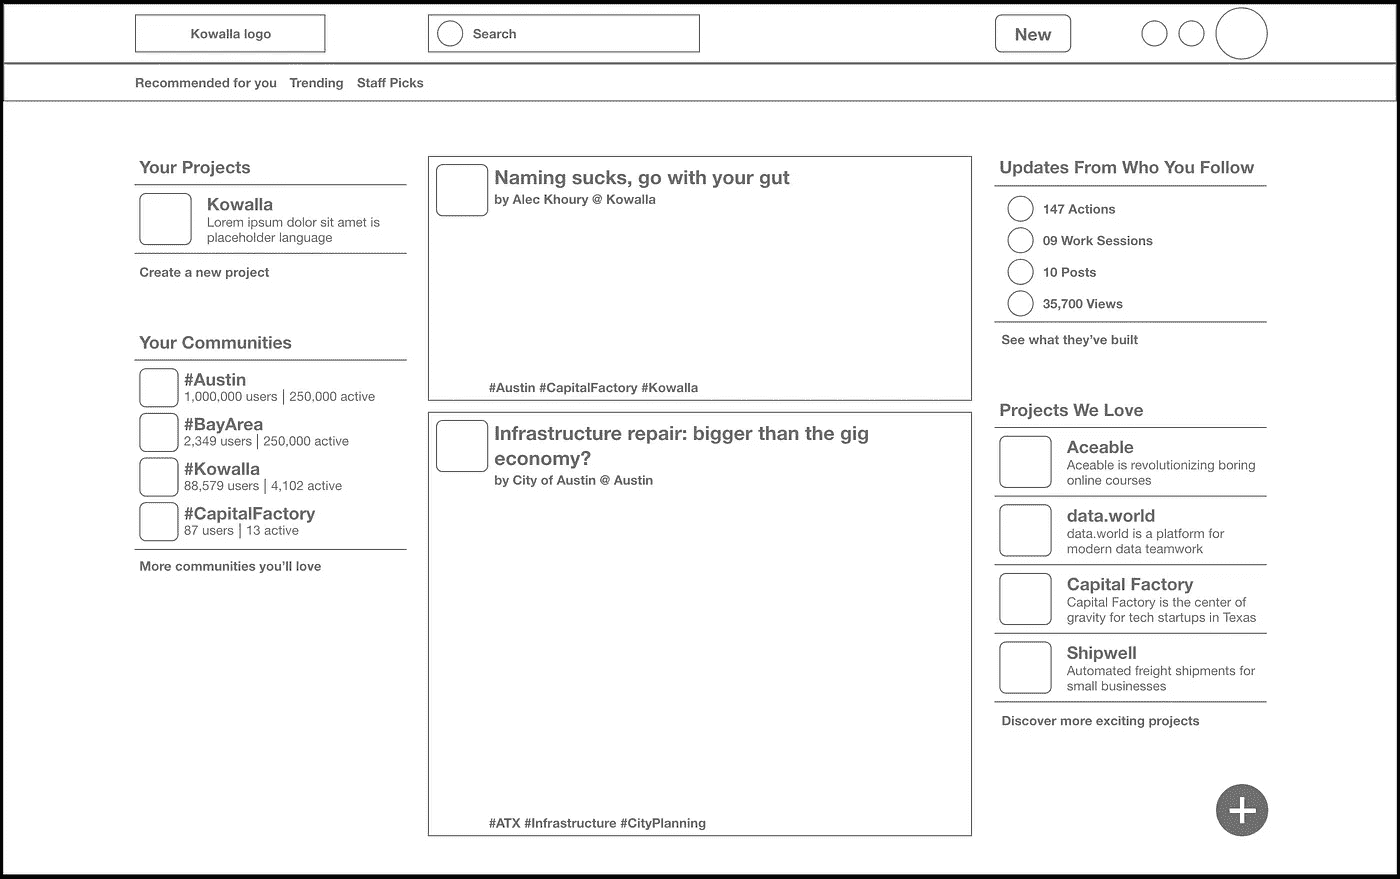 Kowalla logo
Search
New
Recommended for you Trending Staff Picks
Your Projects
Kowalla
Lorem ipsum dolor sit amet is
placeholder language
Create a new project
Your Communities
#Austin
1,000,000 users | 250,000 active
#BayArea
2,349 users | 250,000 active
#Kowalla
88,579 users | 4,102 active
#CapitalFactory
87 users | 13 active
More communities you'll love
Naming sucks, go with your gut
by Alec Khoury @ Kowalla
#Austin #CapitalFactory #Kowalla
Infrastructure repair: bigger than the gig
economy?
by City of Austin @ Austin
#ATX #Infrastructure #CityPlanning
Updates From Who You Follow
147 Actions
09 Work Sessions
10 Posts
35,700 Views
See what they've built
Projects We Love
Aceable
Aceable is revolutionizing boring
online courses
data.world
data.world is a platform for
modern data teamwork
Capital Factory
Capital Factory is the center of
gravity for tech startups in Texas
Shipwell
Automated freight shipments for
small businesses
Discover more exciting projects